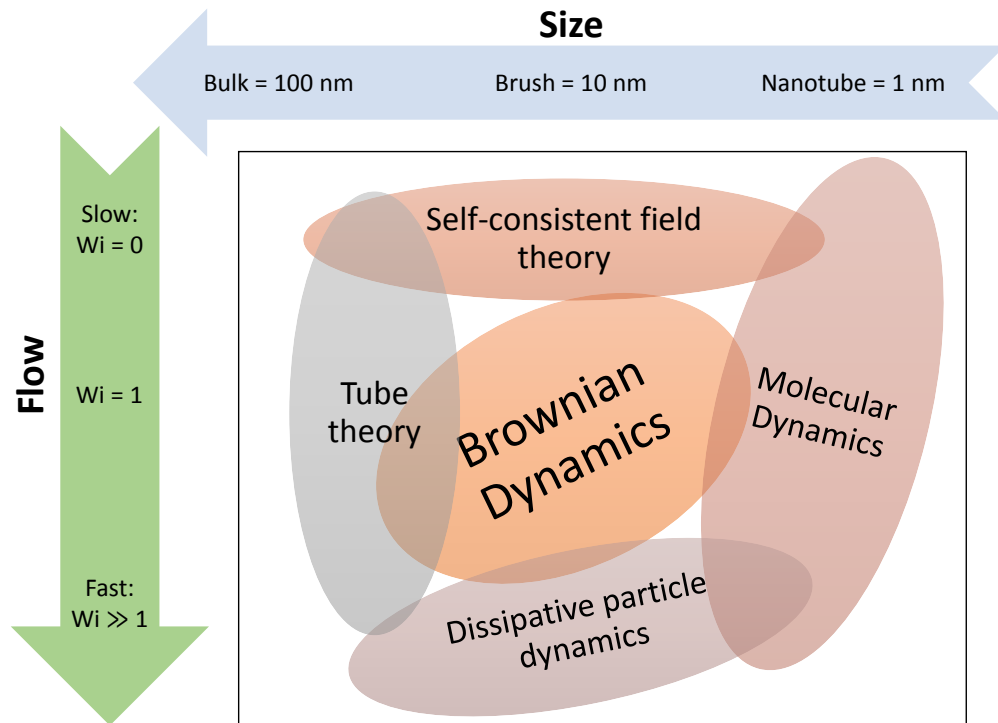 Size
Bulk = 100 nm
Brush = 10 nm
Nanotube = 1 nm
Flow
Slow:
Wi = 0
Wi = 1
Fast:
Wi ≫ 1
Self-consistent field
theory
Tube
theory
Brownian
Dynamics
Molecular
Dynamics
Dissipative particle
dynamics